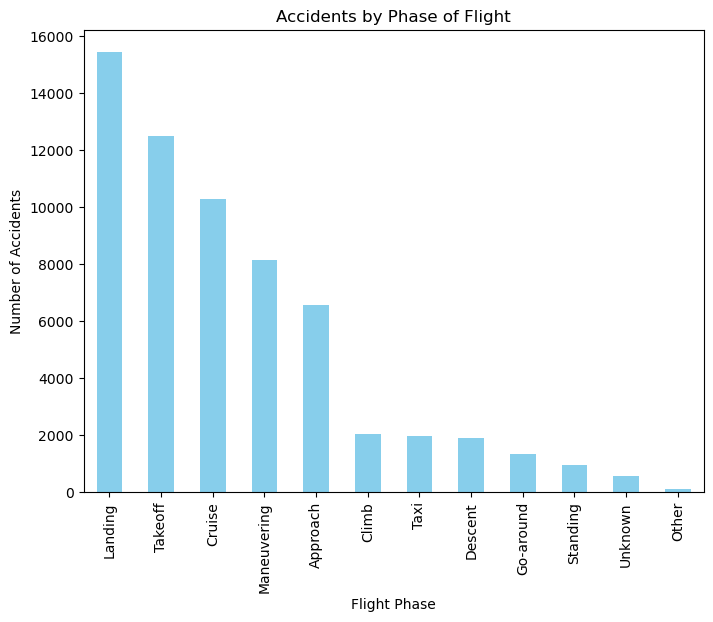 Accidents by Phase of Flight
Number of Accidents
16000
14000
12000
10000
8000
6000
4000
2000
0
Landing
Takeoff
Cruise
Maneuvering
Approach
Climb
Taxi
Descent
Go-around
Standing
Unknown
Other
Flight Phase